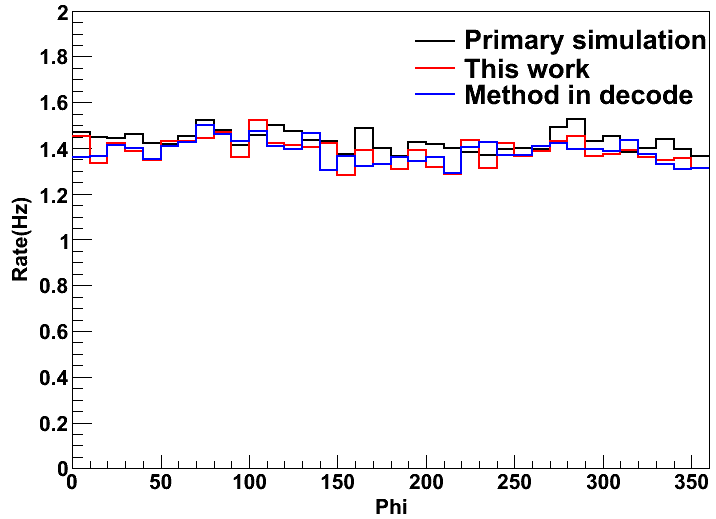 2
1.8
1.6
1.4
1.2
1
0.8
0.6
0.4
0.2
0
Rate(Hz)
Primary simulation
This work
Method in decode
0 50 100 150 200 250 300 350
Phi